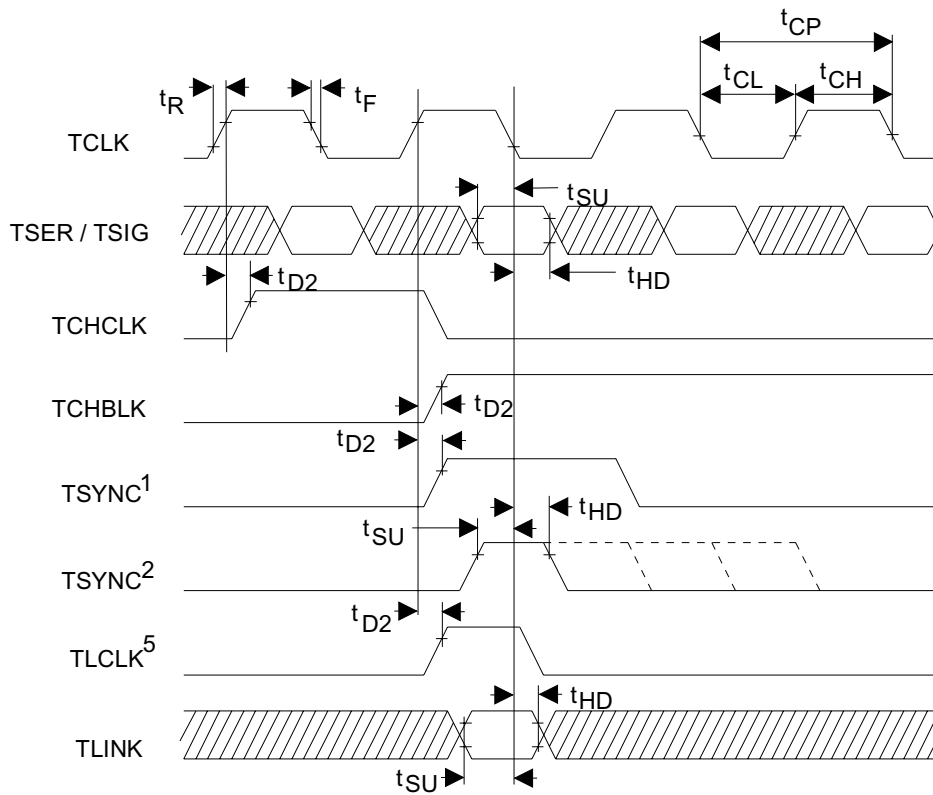 tCP
tR
tF
tCL
tCH
TCLK
tSU
TSER / TSIG
tD2
tHD
TCHCLK
TCHBLK
tD2
tD2
TSYNC1
tHD
tSU
TSYNC2
tD2
TLCLK5
tHD
TLINK
tSU